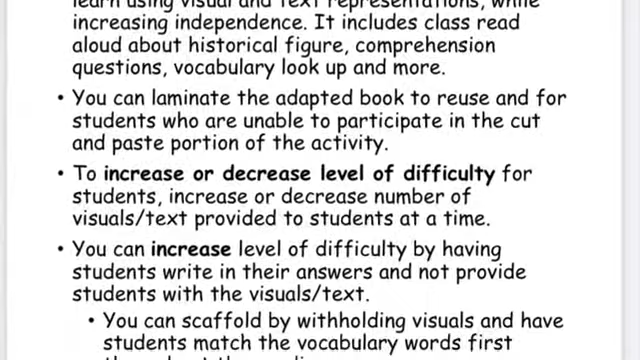 learn using visual and text representations, while
increasing independence. It includes class read
aloud about historical figure, comprehension
questions, vocabulary look up and more.
• You can laminate the adapted book to reuse and for
students who are unable to participate in the cut
and paste portion of the activity.
• To increase or decrease level of difficulty for
students, increase or decrease number of
visuals/text provided to students at a time.
• You can increase level of difficulty by having
students write in their answers and not provide
students with the visuals/text.
• You can scaffold by withholding visuals and have
students match the vocabulary words first